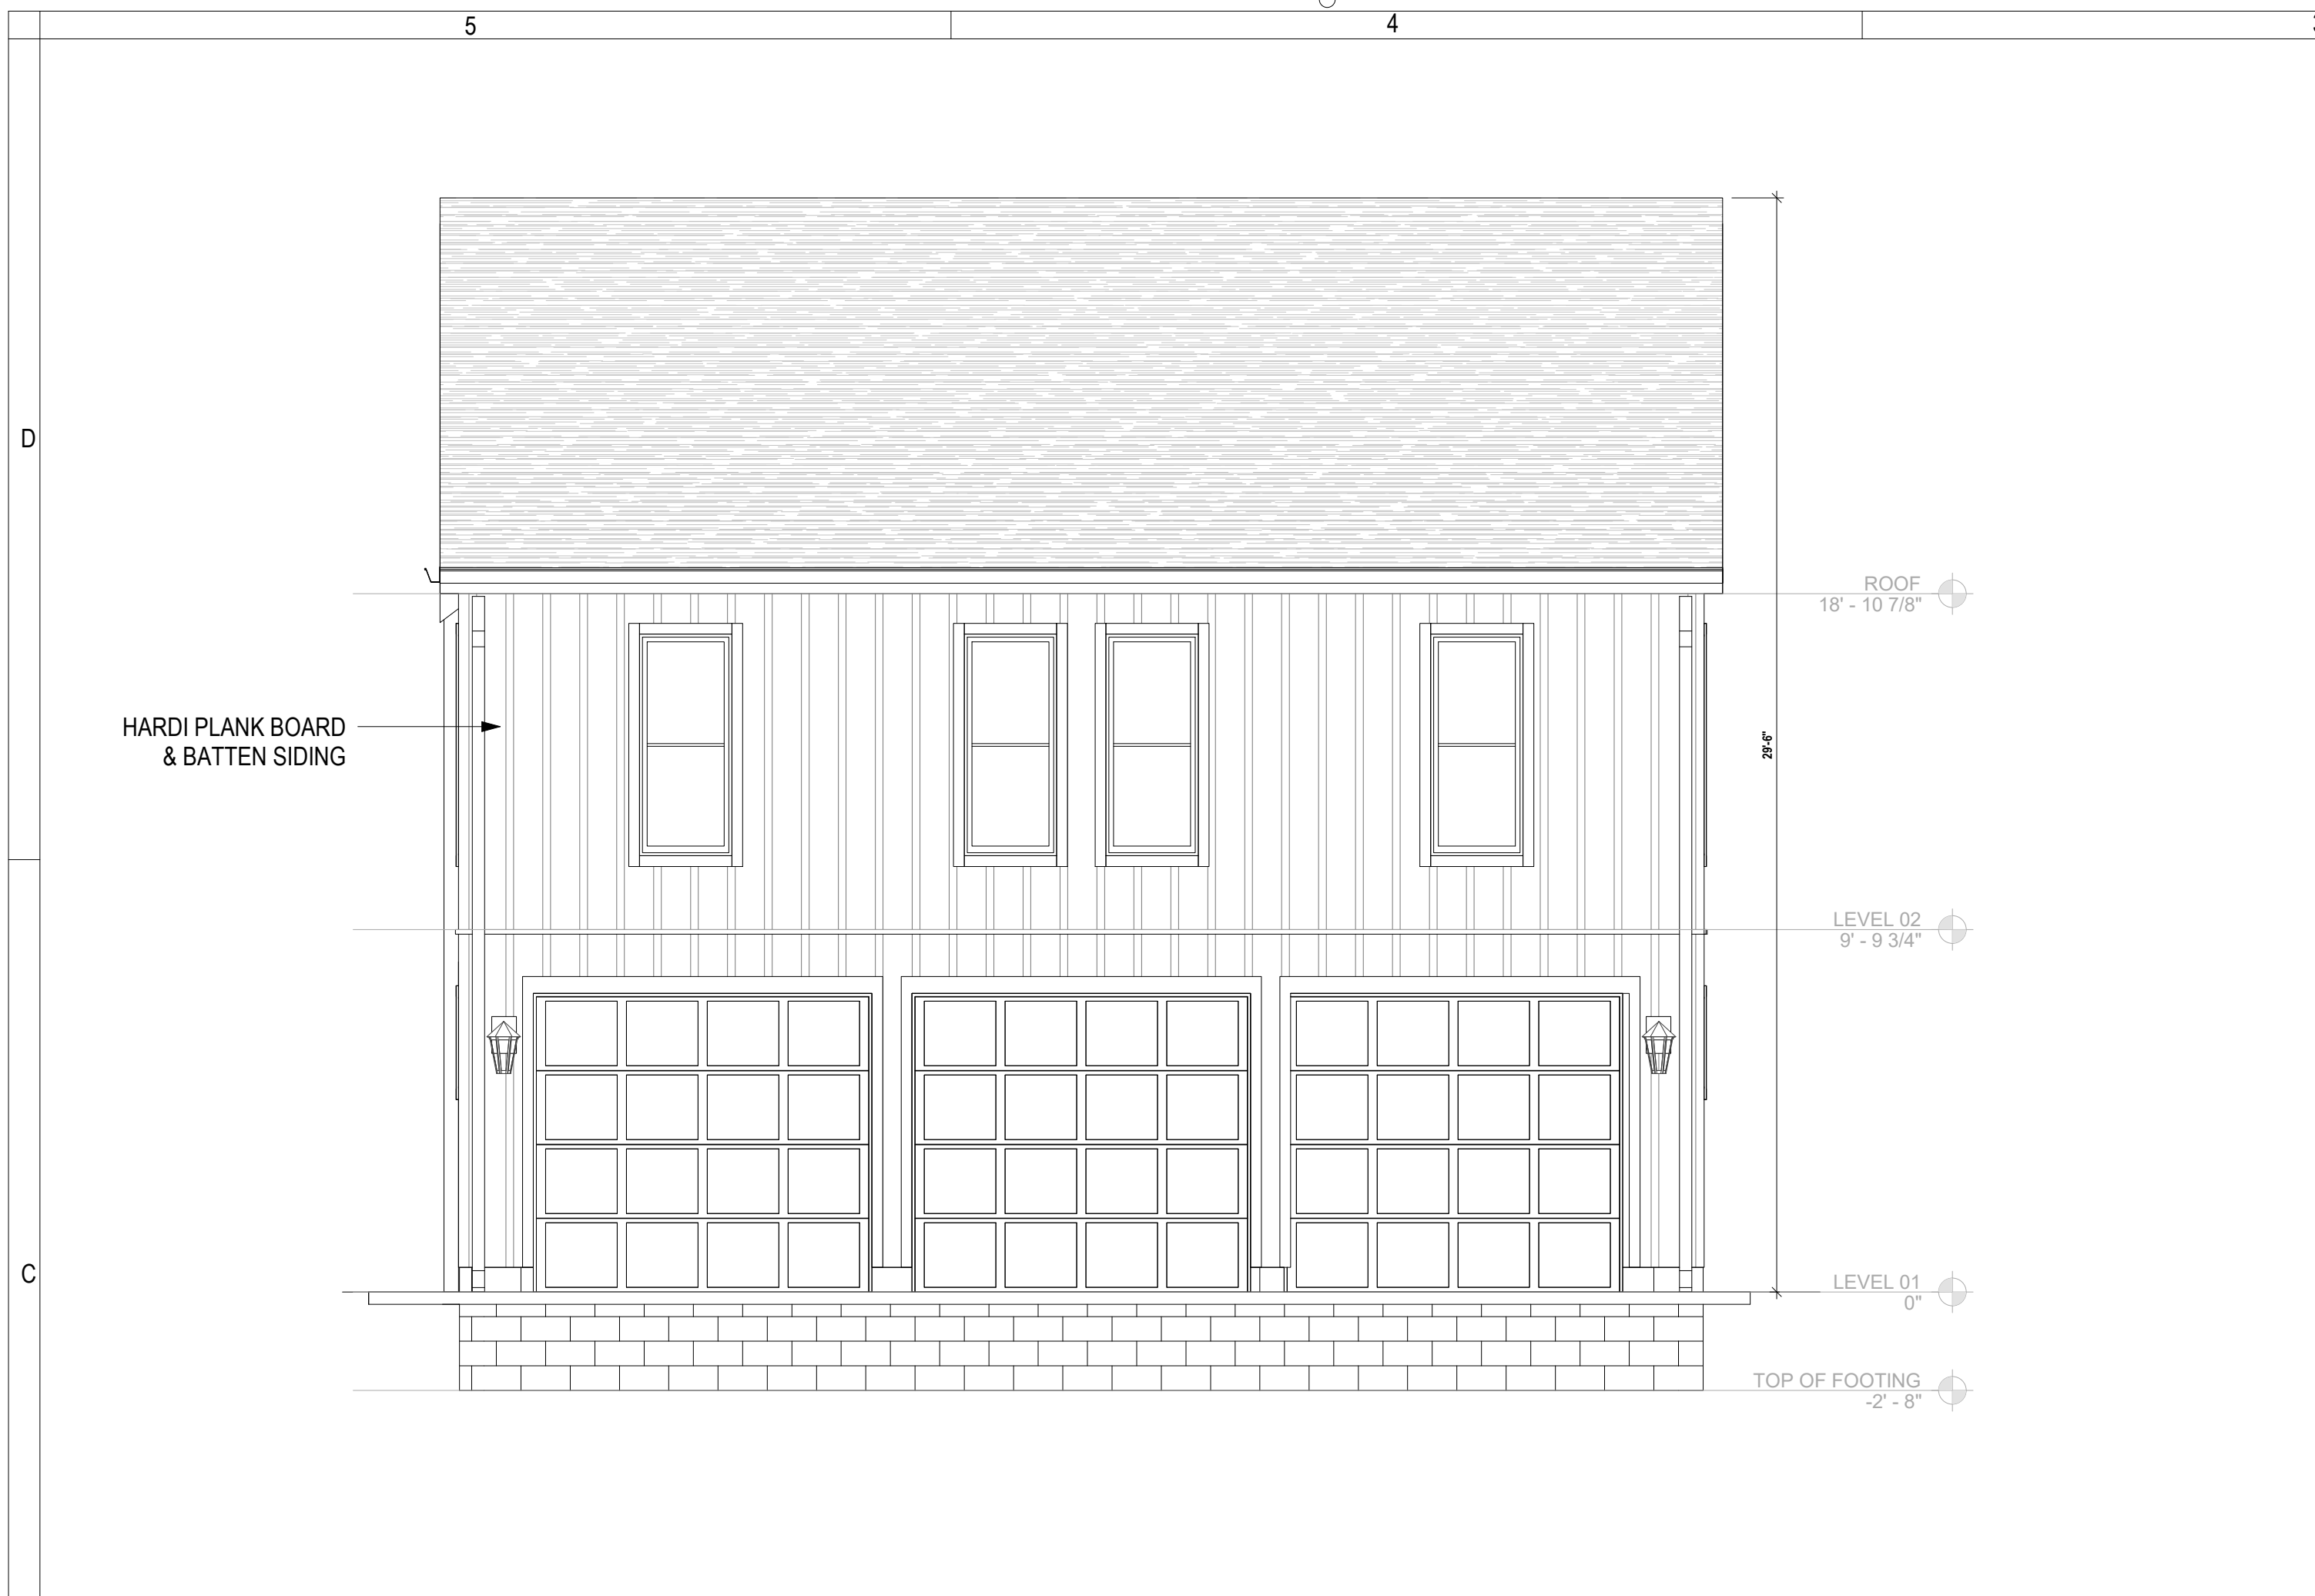 5
4
D
ROOF
18' - 10 7/8"
HARDI PLANK BOARD
& BATTEN SIDING
29'-6"
LEVEL 02
9' - 9 3/4"
C
LEVEL 01
0"
TOP OF FOOTING
-2' - 8"